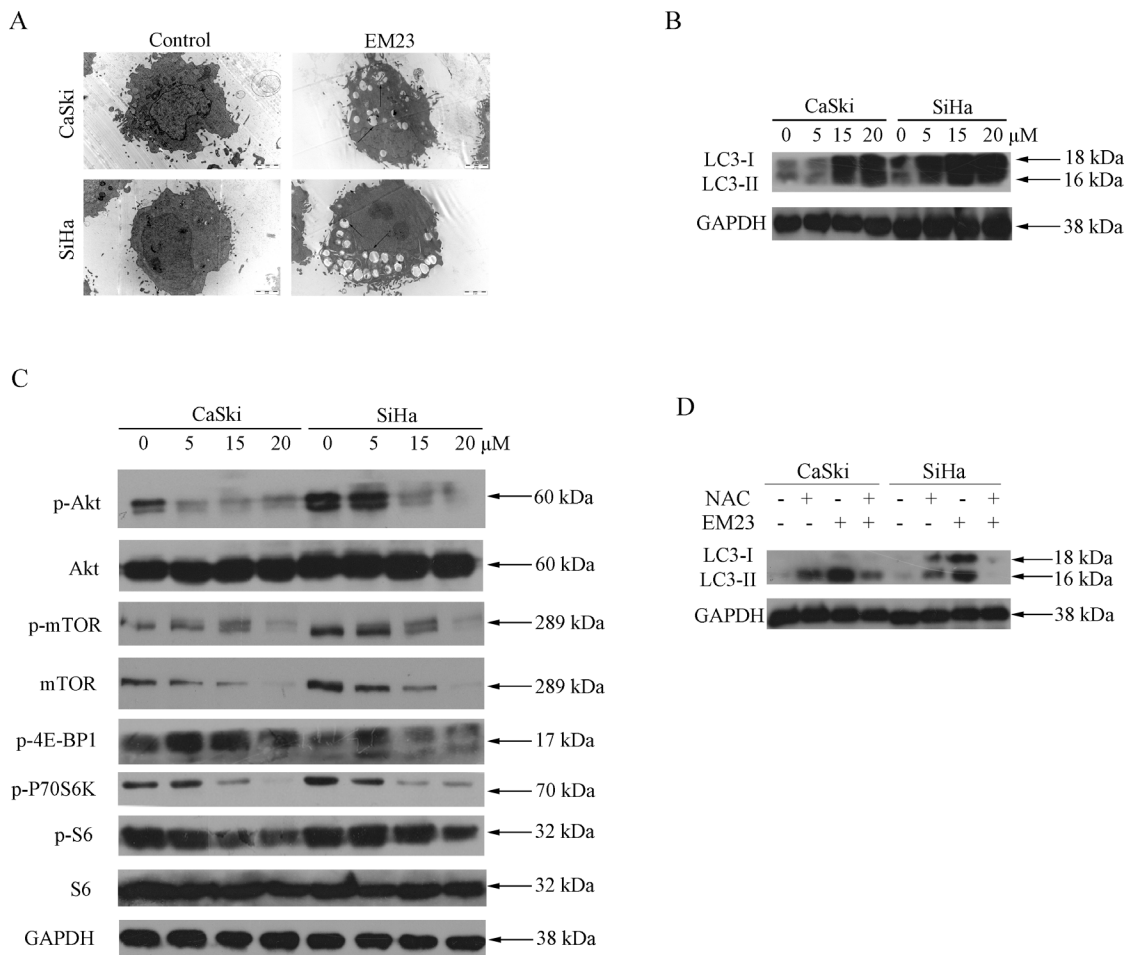 A
Control EM23
CaSki
SiHa
B
CaSki SiHa
0 5 15 20 0 5 15 20 μM
LC3-I 18 kDa
LC3-II 16 kDa
GAPDH 38 kDa
C
CaSki SiHa
0 5 15 20 0 5 15 20 μM
p-Akt 60 kDa
Akt 60 kDa
p-mTOR 289 kDa
mTOR 289 kDa
p-4E-BP1 17 kDa
p-P70S6K 70 kDa
p-S6 32 kDa
S6 32 kDa
GAPDH 38 kDa
D
CaSki SiHa
NAC - + - + - + - +
EM23 - - + + - - + +
LC3-I 18 kDa
LC3-II 16 kDa
GAPDH 38 kDa